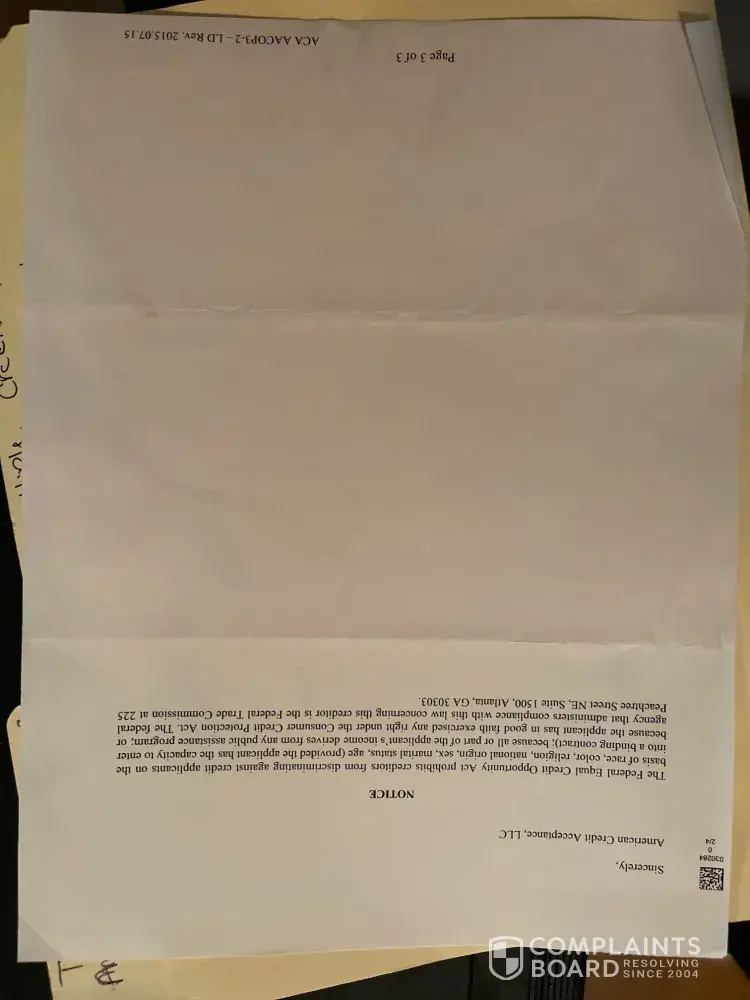 030284
0
2/4
Sincerely,
American Credit Acceptance, LLC
NOTICE
The Federal Equal Credit Opportunity Act prohibits creditors from discriminating against credit applicants on the
basis of race, color, religion, national origin, sex, marital status, age (provided the applicant has the capacity to enter
into a binding contract); because all or part of the applicant's income derives from any public assistance program; or
because the applicant has in good faith exercised any right under the Consumer Credit Protection Act. The federal
agency that administers compliance with this law concerning this creditor is the Federal Trade Commission at 225
Peachtree Street NE, Suite 1500, Atlanta, GA 30303.
Page 3 of 3
ACA AACOP3-2 – LD Rev. 2015.07.15
COMPLAINTS
BOARD RESOLVING
SINCE 2004